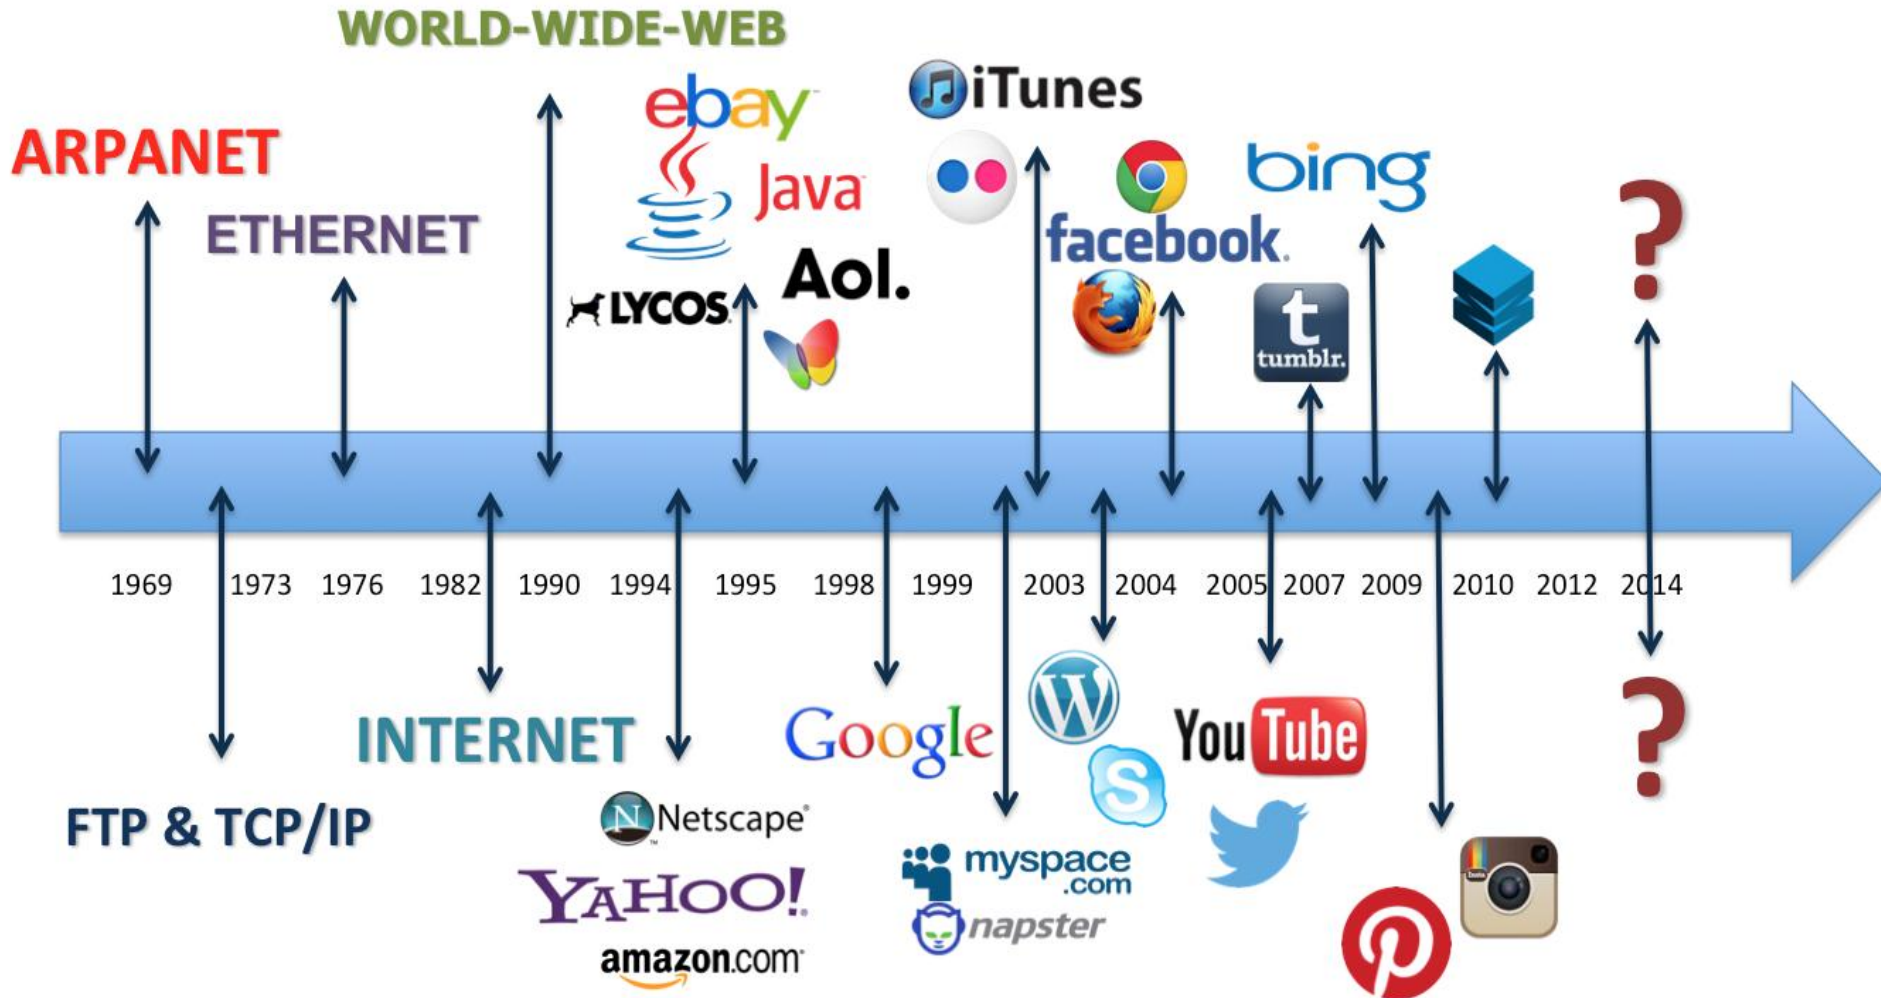 WORLD-WIDE-WEB
iTunes
ebay
ARPANET
Java
bing
ETHERNET
facebook.
Aol.
LYCOS
t
tumblr.
?
1969 1973 1976 1982 1990 1994 1995 1998 1999 2003 2004 2005 2007 2009 2010 2012 2014
INTERNET
Google
W
YouTube
S
?
FTP & TCP/IP
N Netscape
YAHOO!
myspace
.com
Insta
napster
amazon.com
P